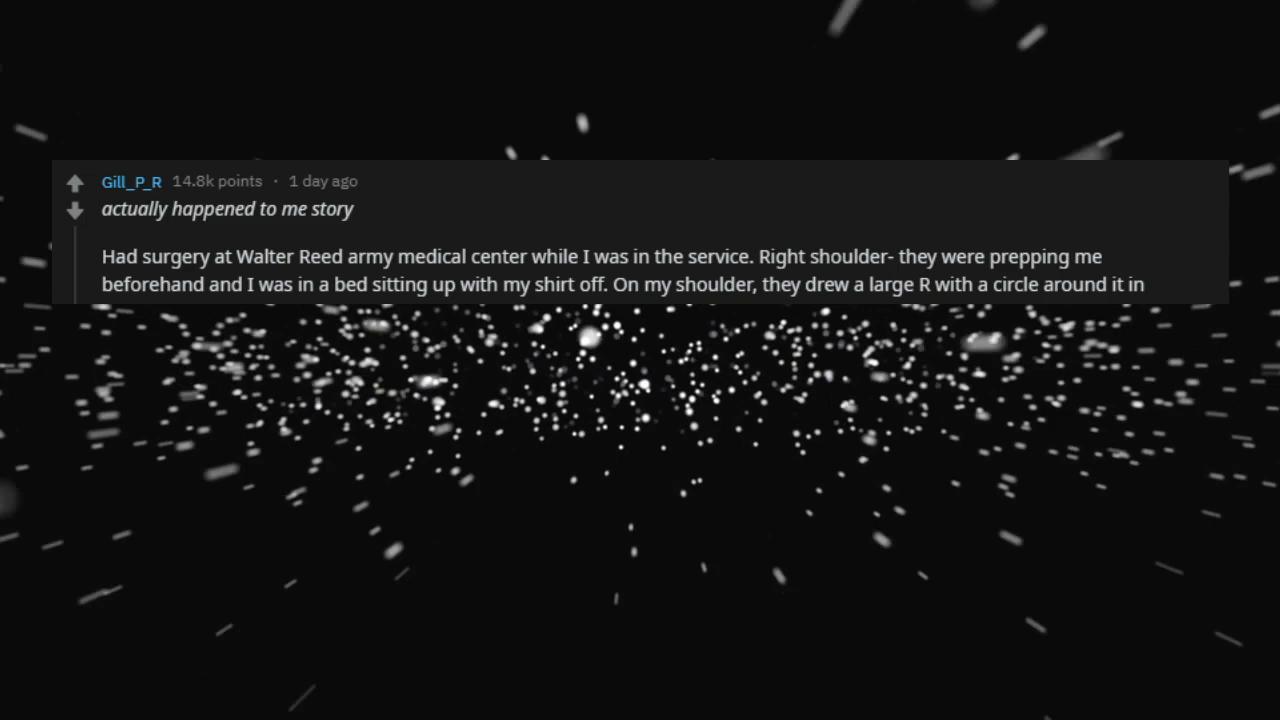 Gill_P_R 14.8k points · 1 day ago
actually happened to me story
Had surgery at Walter Reed army medical center while I was in the service. Right shoulder- they were prepping me
beforehand and I was in a bed sitting up with my shirt off. On my shoulder, they drew a large R with a circle around it in